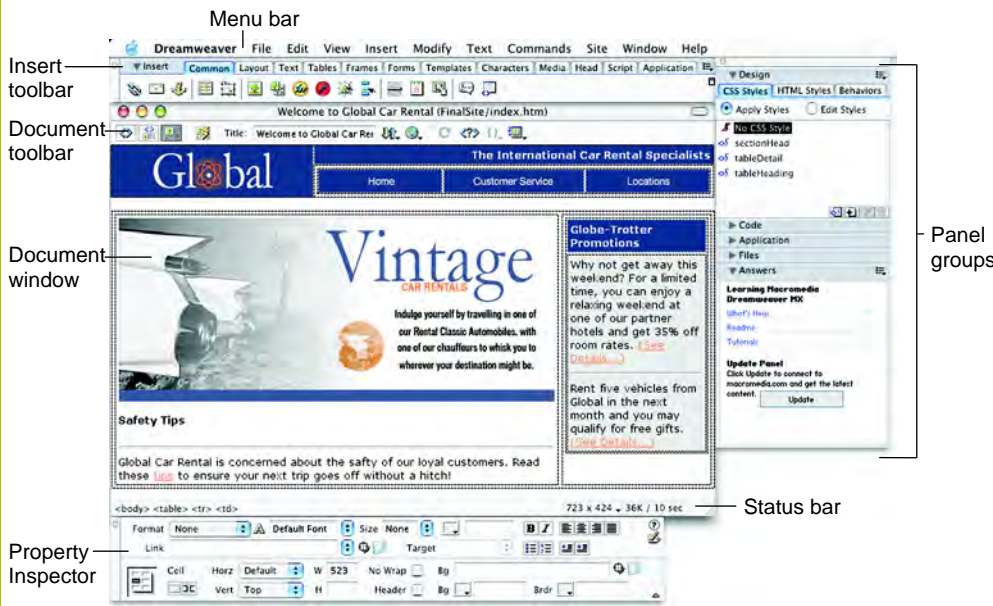 Menu bar
Dreamweaver File Edit View Insert Modify Text Commands Site Window Help
Insert
toolbar
Insert Common Layout Text Tables Frames Forms Templates Characters Media Head Script Application
Welcome to Global Car Rental (FinalSite/index.htm)
Document
toolbar
Title: Welcome to Global Car Rer
Global
The International Car Rental Specialists
Home Customer Service Locations
Document
window
Vintage
CAR RENTALS
Indulge yourself by travelling in one of
our Rental Classic Automobiles, with
one of our chauffeurs to whisk you to
wherever your destination might be.
Safety Tips
Global Car Rental is concerned about the safty of our loyal customers. Read
these tips to ensure your next trip goes off without a hitch!
Globe-Trotter
Promotions
Why not get away this
weekend? For a limited
time, you can enjoy a
relaxing weekend at
one of our partner
hotels and get 35% off
room rates. (See
Details...)
Rent five vehicles from
Global in the next
month and you may
qualify for free gifts.
(See Details...)
<body> <table> <tr> <td>
723 x 424 36K / 10 sec
Status bar
Design
CSS Styles HTML Styles Behaviors
Apply Styles Edit Styles
No CSS Style
sectionHead
tableDetail
tableHeading
Code
Application
Files
Answers
Learning Macromedia
Dreamweaver MX
What's New
Readme
Tutorials
Update Panel
Click Update to connect to
macromedia.com and get the latest
content.
Update
Panel
groups
Property
Inspector
Format None Default Font Size None B I
Link Target
Cell Horz Default W 523 No Wrap Bg
Vert Top H Header Bg Brdr